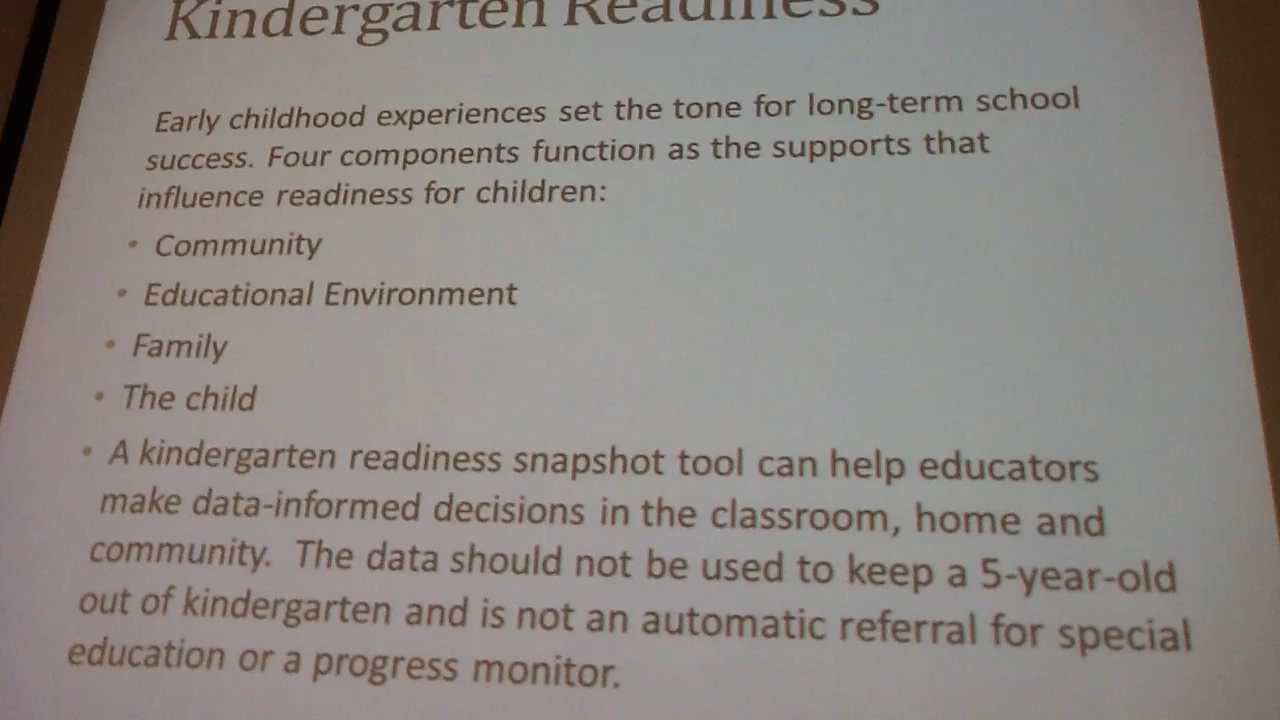 Kindergarten Readiness
Early childhood experiences set the tone for long-term school
success. Four components function as the supports that
influence readiness for children:
• Community
• Educational Environment
• Family
• The child
• A kindergarten readiness snapshot tool can help educators
make data-informed decisions in the classroom, home and
community. The data should not be used to keep a 5-year-old
out of kindergarten and is not an automatic referral for special
education or a progress monitor.